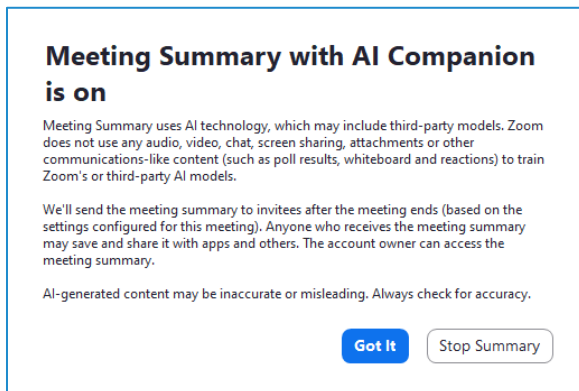 Meeting Summary with AI Companion
is on
Meeting Summary uses AI technology, which may include third-party models. Zoom
does not use any audio, video, chat, screen sharing, attachments or other
communications-like content (such as poll results, whiteboard and reactions) to train
Zoom's or third-party AI models.
We'll send the meeting summary to invitees after the meeting ends (based on the
settings configured for this meeting). Anyone who receives the meeting summary
may save and share it with apps and others. The account owner can access the
meeting summary.
AI-generated content may be inaccurate or misleading. Always check for accuracy.
Got It Stop Summary